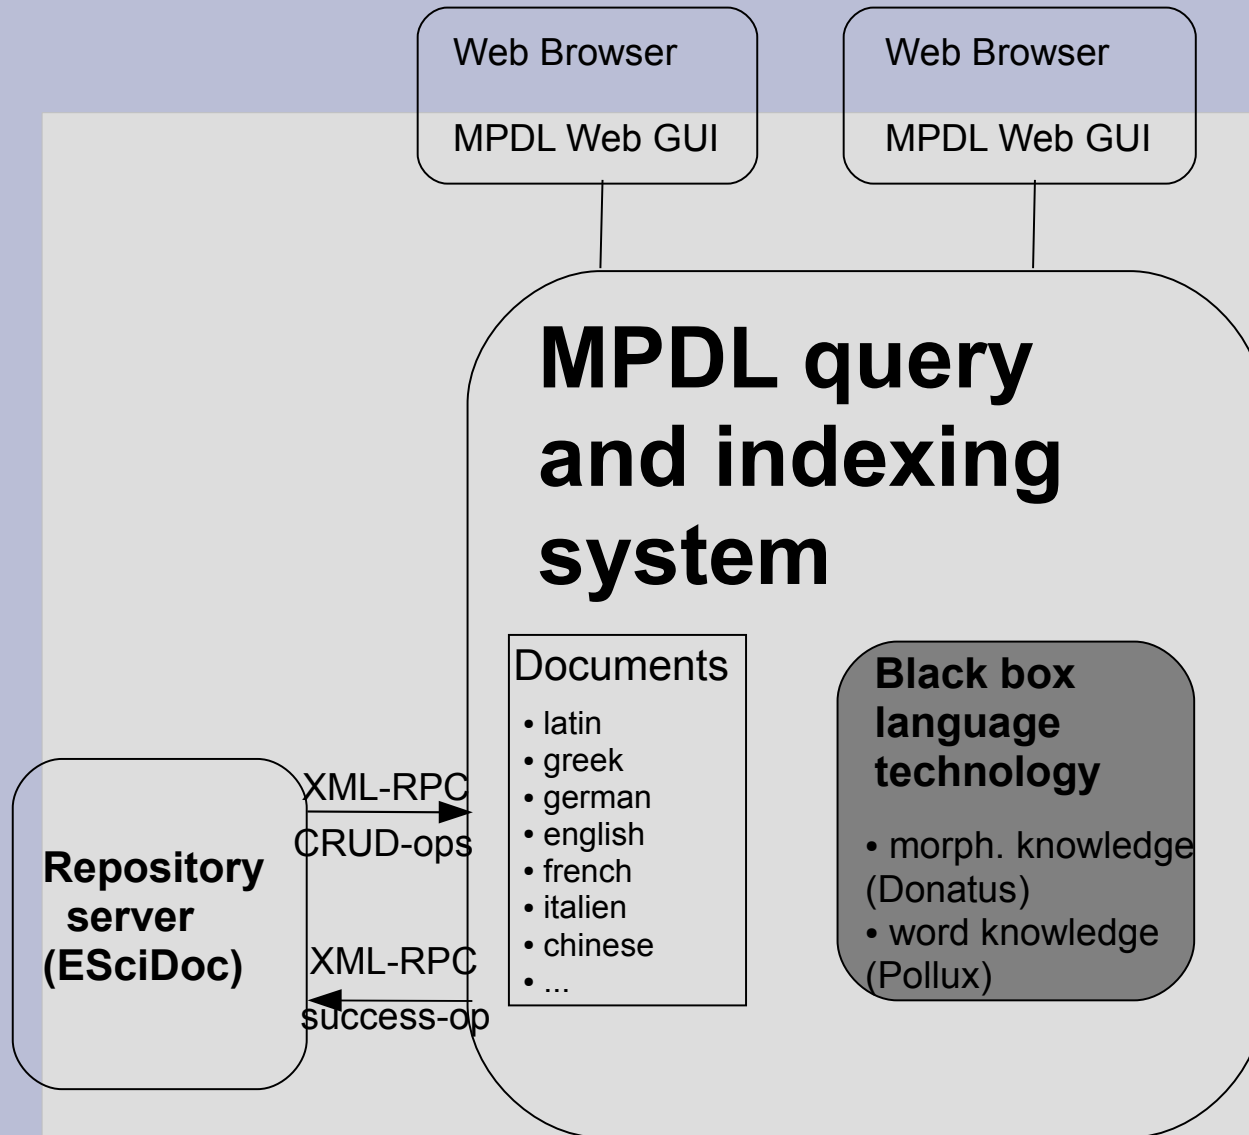 Web Browser
MPDL Web GUI
Web Browser
MPDL Web GUI
MPDL query
and indexing
system
Documents
• latin
• greek
• german
• english
• french
• italien
• chinese
• ...
Black box
language
technology
• morph. knowledge
(Donatus)
• word knowledge
(Pollux)
XML-RPC
CRUD-ops
XML-RPC
success-op
Repository
server
(ESciDoc)